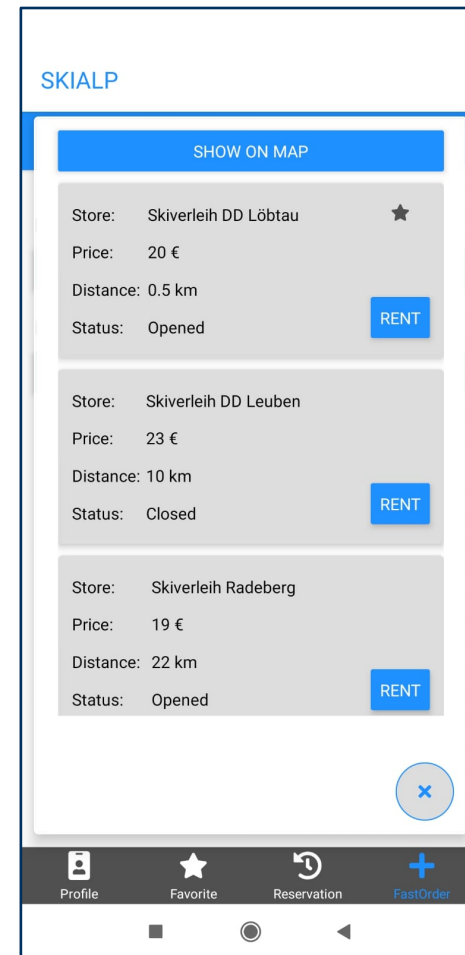 SKIALP
SHOW ON MAP
Store: Skiverleih DD Löbtau
Price: 20 €
Distance: 0.5 km
Status: Opened
RENT
Store: Skiverleih DD Leuben
Price: 23 €
Distance: 10 km
Status: Closed
RENT
Store: Skiverleih Radeberg
Price: 19 €
Distance: 22 km
Status: Opened
RENT
Profile Favorite Reservation FastOrder